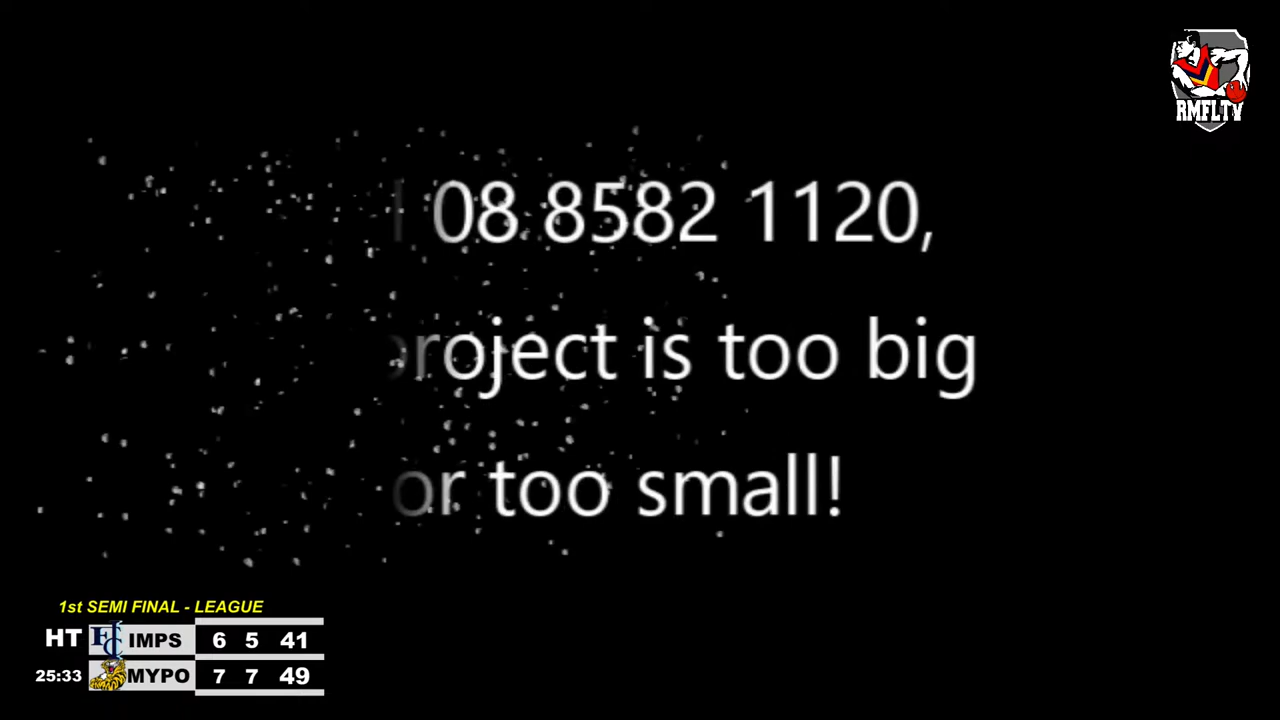 RMFLTV
08 8582 1120,
project is too big
or too small!
1st SEMI FINAL - LEAGUE
HT IMPS 6 5 41
25:33 MYPO 7 7 49